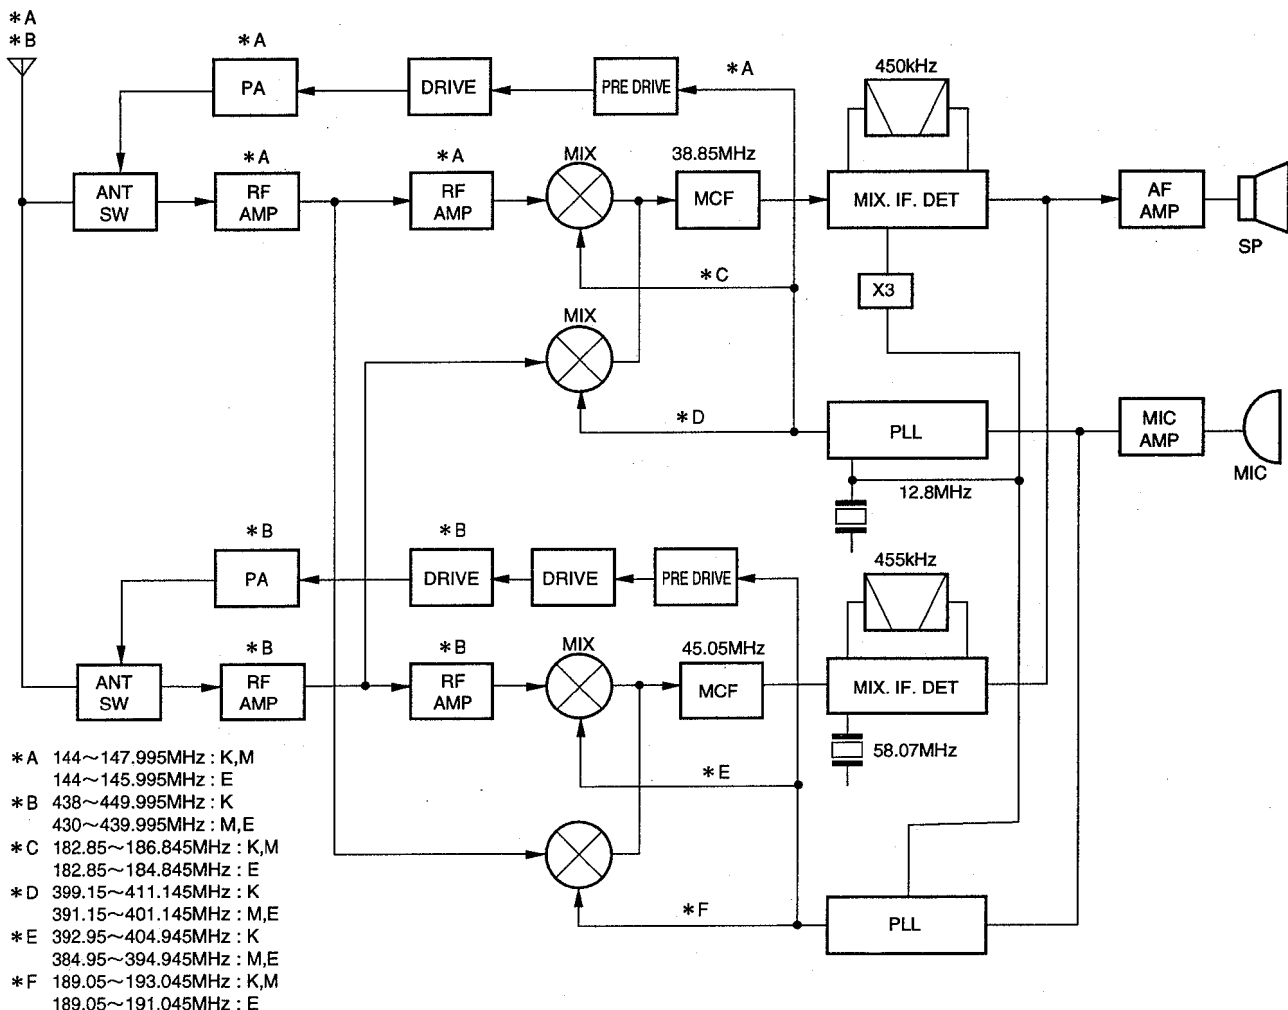 *A
*B
*A
PA
DRIVE
PRE DRIVE
*A
450kHz
ANT
SW
*A
RF
AMP
*A
RF
AMP
MIX
38.85MHz
MCF
MIX. IF. DET
AF
AMP
SP
*C
X3
MIX
*D
PLL
MIC
AMP
MIC
12.8MHz
*B
PA
*B
DRIVE
DRIVE
PRE DRIVE
455kHz
ANT
SW
*B
RF
AMP
*B
RF
AMP
MIX
45.05MHz
MCF
MIX. IF. DET
58.07MHz
*E
*F
PLL
*A 144~147.995MHz : K,M
144~145.995MHz : E
*B 438~449.995MHz : K
430~439.995MHz : M,E
*C 182.85~186.845MHz : K,M
182.85~184.845MHz : E
*D 399.15~411.145MHz : K
391.15~401.145MHz : M,E
*E 392.95~404.945MHz : K
384.95~394.945MHz : M,E
*F 189.05~193.045MHz : K,M
189.05~191.045MHz : E